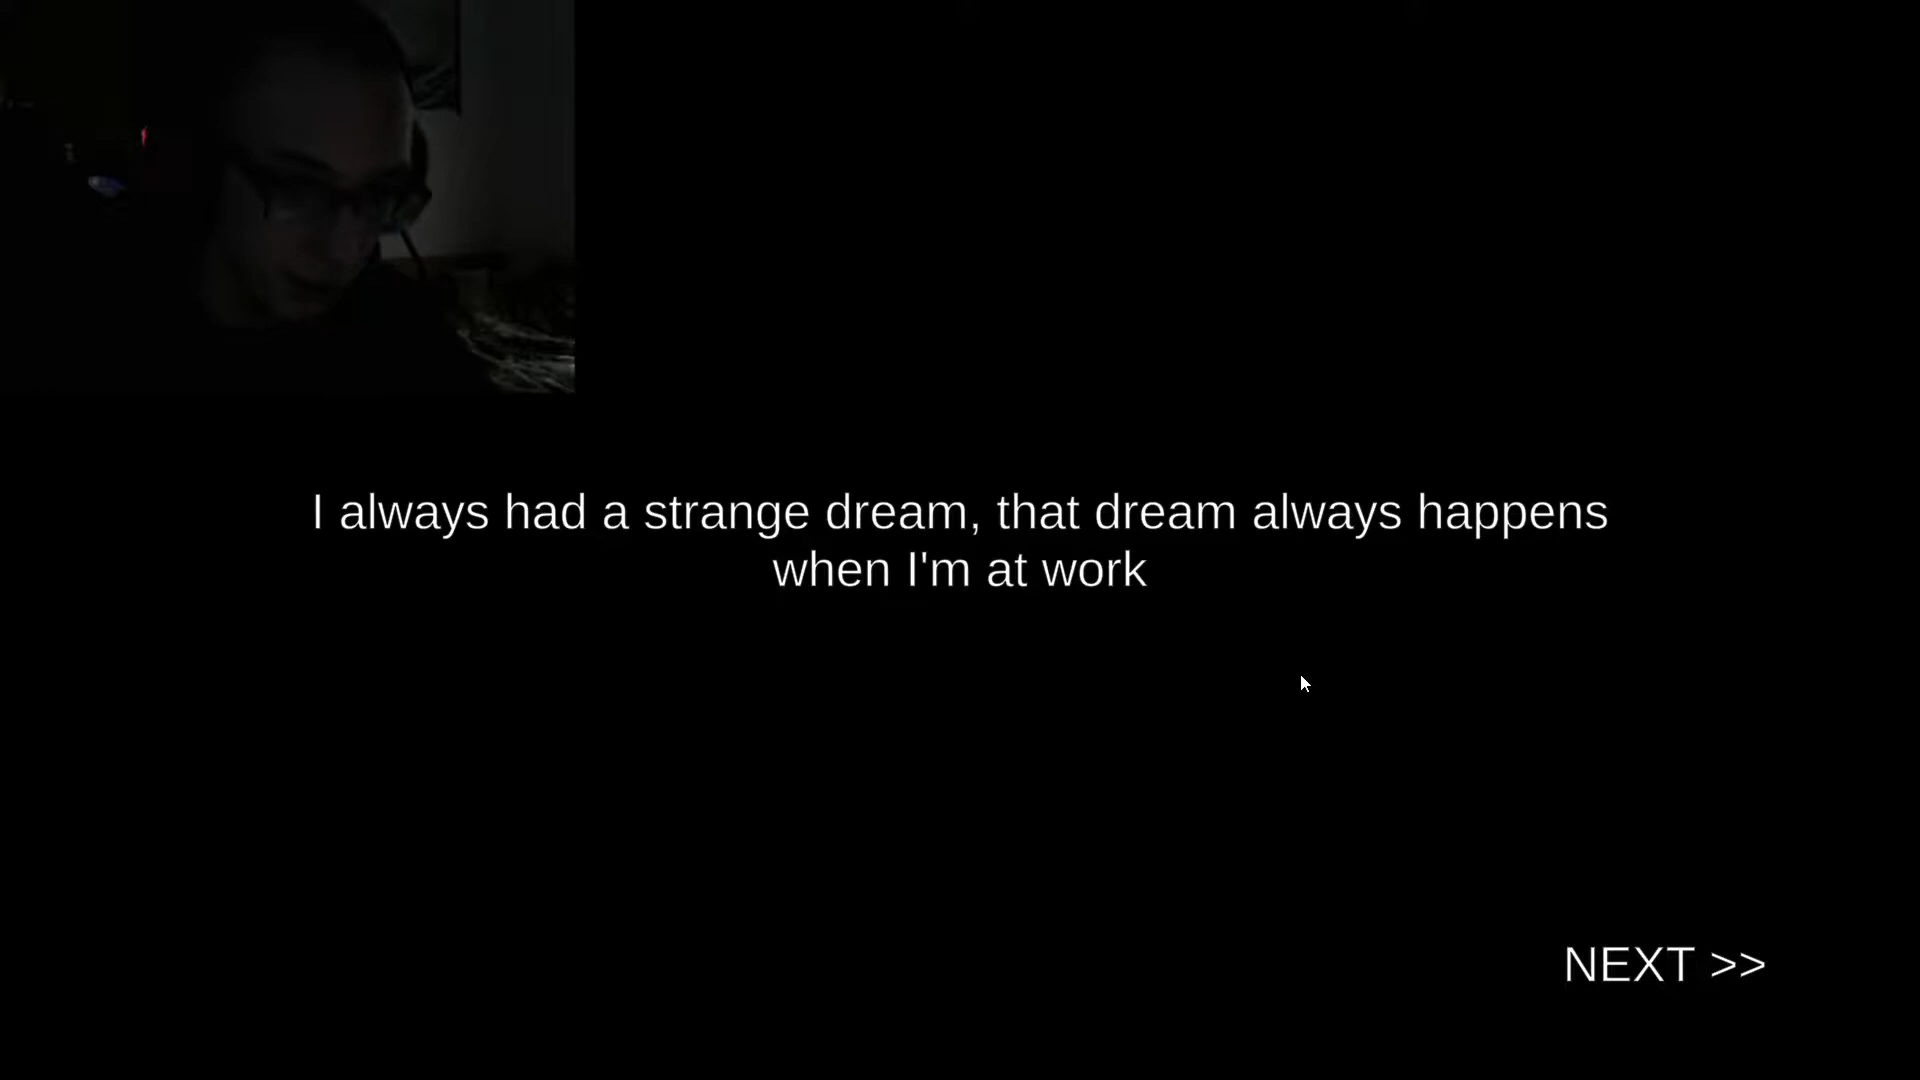 I always had a strange dream, that dream always happens
when I'm at work
NEXT >>